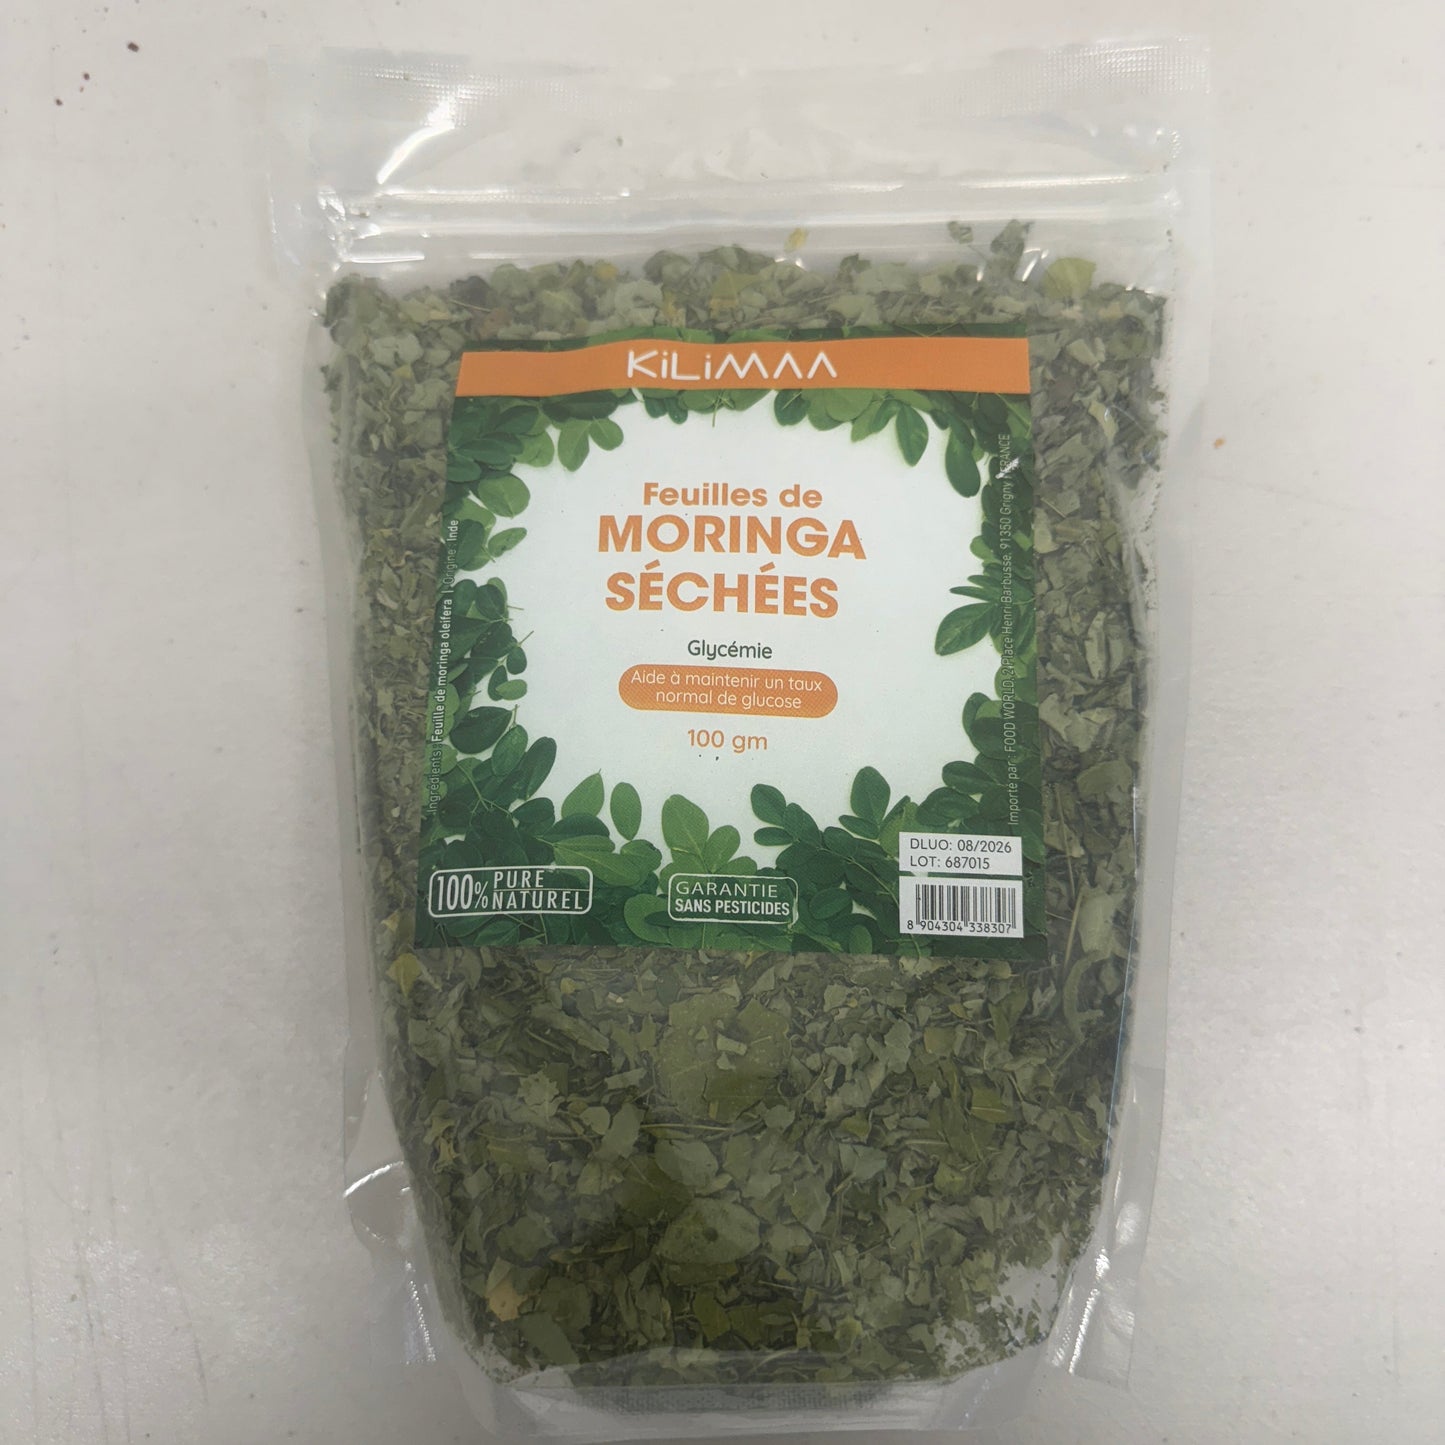 KiLiMAA
Feuilles de
MORINGA
SÉCHÉES
Glycémie
Aide à maintenir un taux
normal de glucose
100 gm
Ingrédients: Feuille de moringa oleifera | Origine : Inde
Importé par : FOOD WORLD, 2 Place Henri Barbusse, 91350 Grigny FRANCE
DLUO: 08/2026
LOT: 687015
100% PURE
NATUREL
GARANTIE
SANS PESTICIDES
8 904304 338307